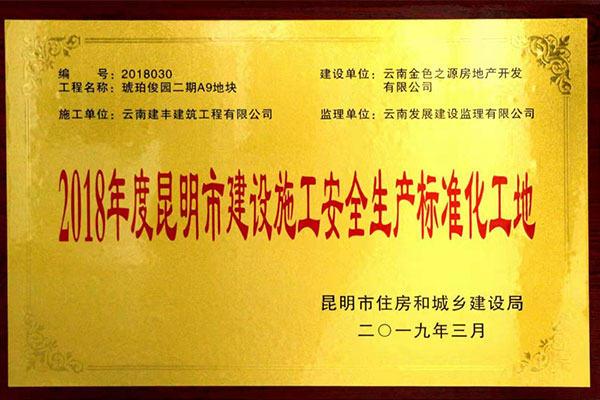 编　　号：2018030
工程名称：琥珀俊园二期A9地块
建设单位：云南金色之源房地产开发
有限公司
施工单位：云南建丰建筑工程有限公司
监理单位：云南发展建设监理有限公司
2018年度昆明市建设施工安全生产标准化工地
昆明市住房和城乡建设局
二〇一九年三月